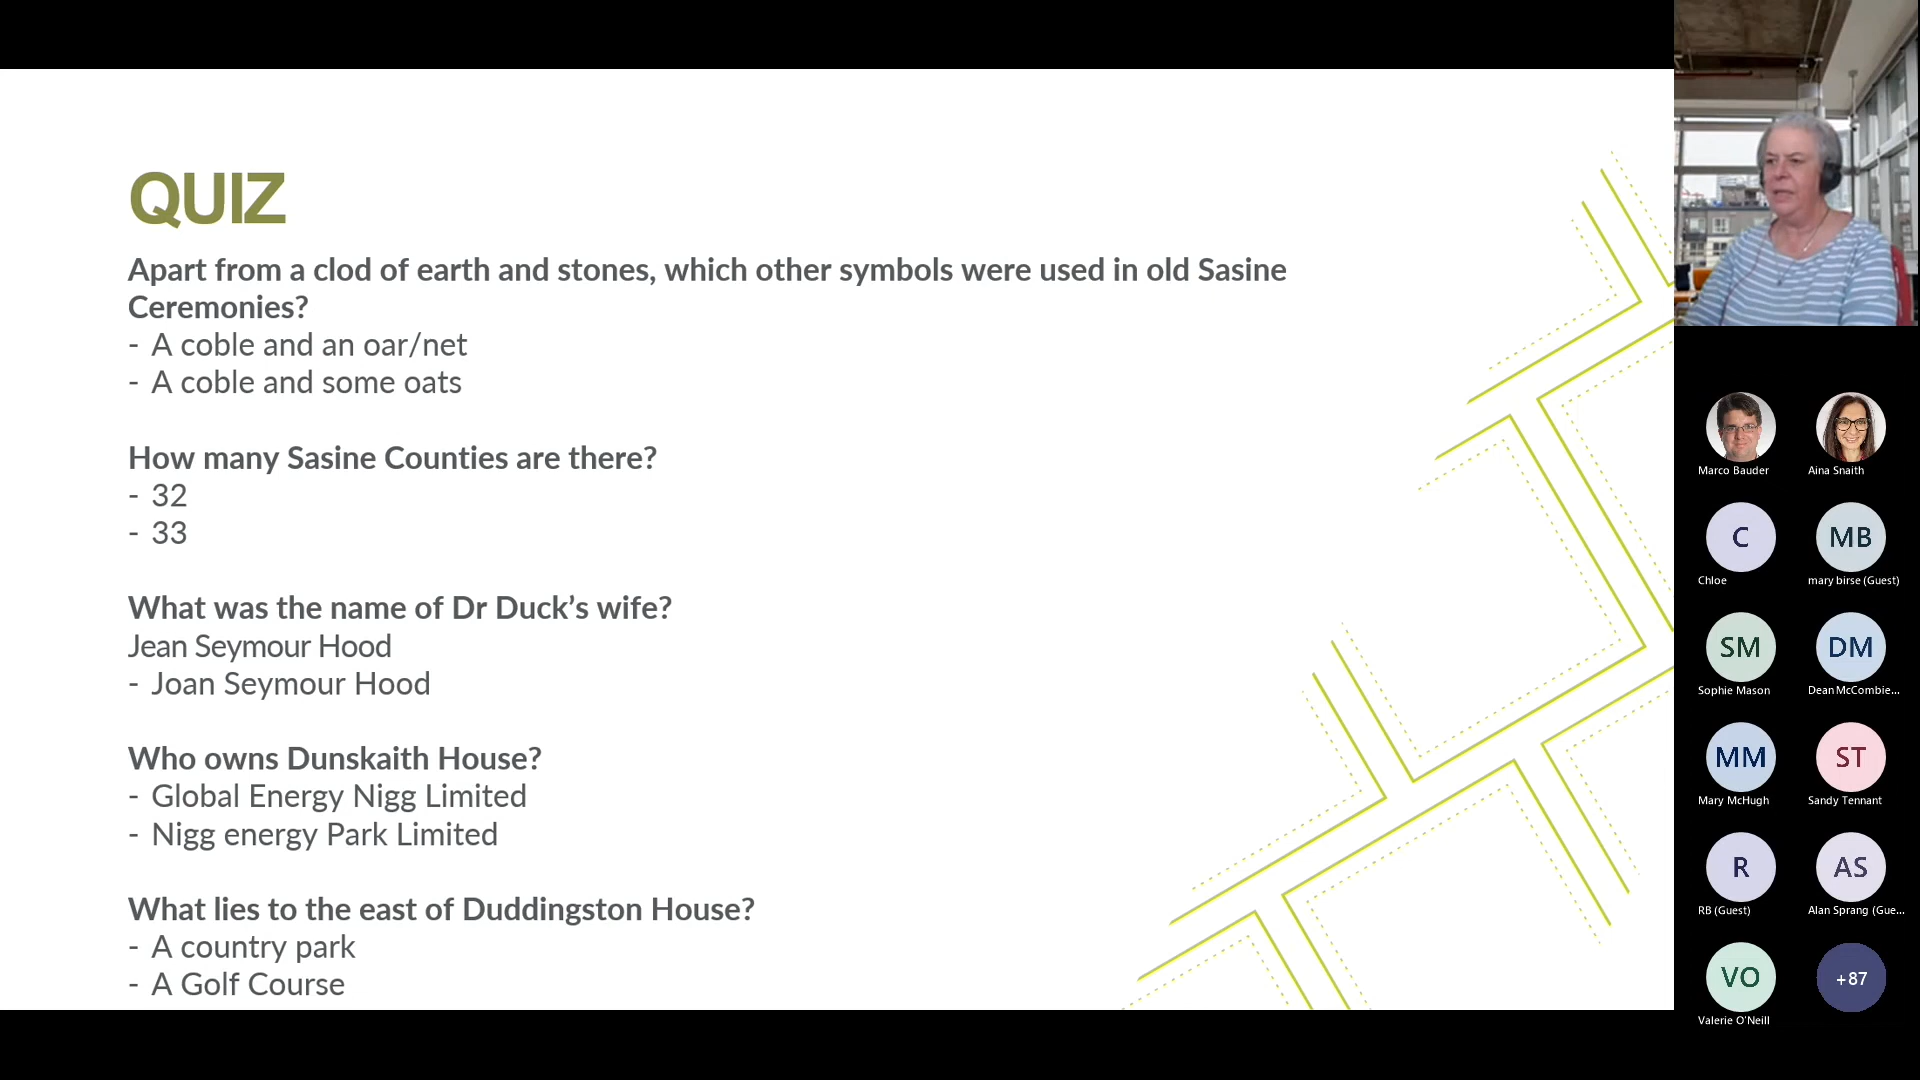 QUIZ
Apart from a clod of earth and stones, which other symbols were used in old Sasine
Ceremonies?
- A coble and an oar/net
- A coble and some oats
How many Sasine Counties are there?
- 32
- 33
What was the name of Dr Duck’s wife?
Jean Seymour Hood
- Joan Seymour Hood
Who owns Dunskaith House?
- Global Energy Nigg Limited
- Nigg energy Park Limited
What lies to the east of Duddingston House?
- A country park
- A Golf Course
Marco Bauder
Aina Snaith
C
MB
Chloe
mary birse (Guest)
SM
DM
Sophie Mason
Dean McCombie...
MM
ST
Mary McHugh
Sandy Tennant
R
AS
RB (Guest)
Alan Sprang (Gue...
VO
+87
Valerie O'Neill